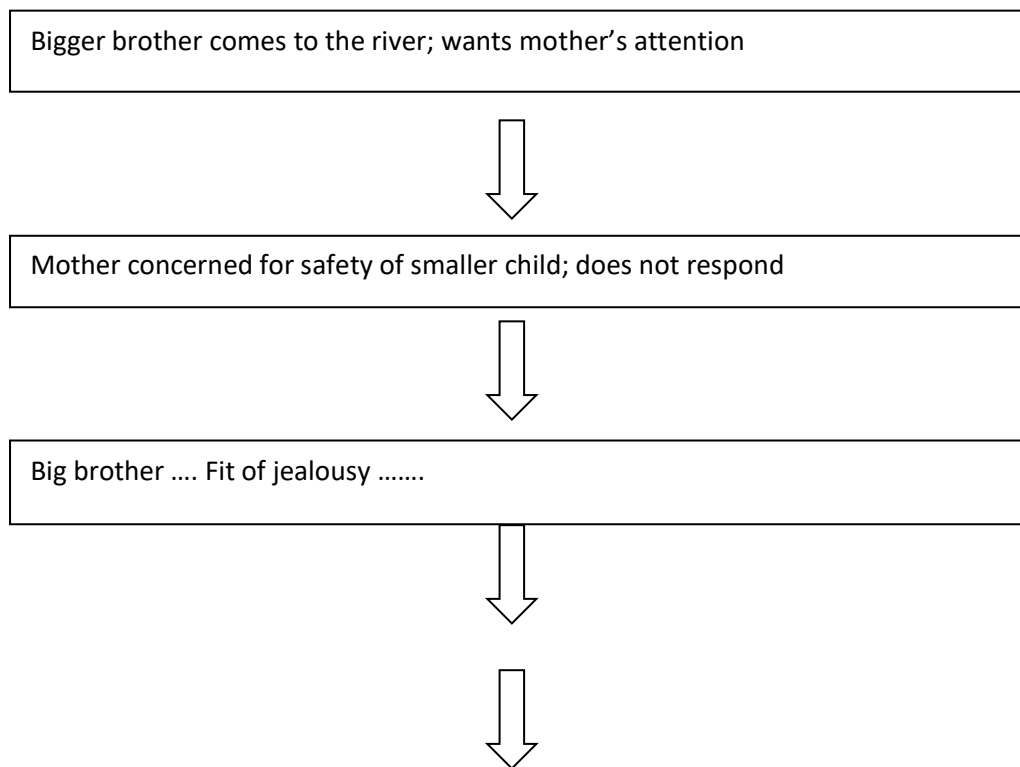 Bigger brother comes to the river; wants mother’s attention
Mother concerned for safety of smaller child; does not respond
Big brother …. Fit of jealousy …….